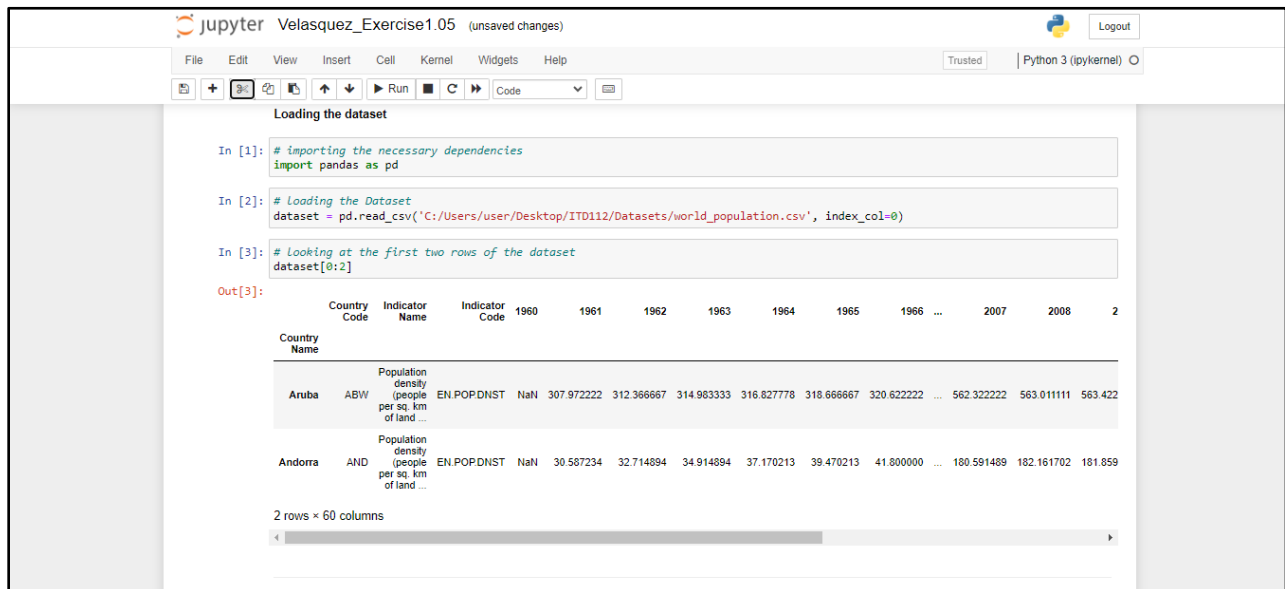 jupyter Velasquez_Exercise1.05 (unsaved changes) Logout
File Edit View Insert Cell Kernel Widgets Help Trusted Python 3 (ipykernel)
Run Code
Loading the dataset
In [1]: # importing the necessary dependencies
import pandas as pd
In [2]: # Loading the Dataset
dataset = pd.read_csv('C:/Users/user/Desktop/ITD112/Datasets/world_population.csv', index_col=0)
In [3]: # Looking at the first two rows of the dataset
dataset[0:2]
Out[3]:
Country Indicator Indicator 1960 1961 1962 1963 1964 1965 1966 ... 2007 2008 2
Code Name Code
Country
Name
Population
density
Aruba ABW (people EN.POP.DNST NaN 307.972222 312.366667 314.983333 316.827778 318.666667 320.622222 ... 562.322222 563.011111 563.422
per sq. km
of land ...
Population
density
Andorra AND (people EN.POP.DNST NaN 30.587234 32.714894 34.914894 37.170213 39.470213 41.800000 ... 180.591489 182.161702 181.859
per sq. km
of land ...
2 rows × 60 columns